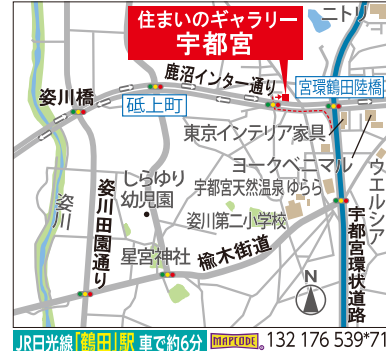 住まいのギャラリー
宇都宮
ニトリ
鹿沼インター通り
宮環鶴田陸橋
姿川橋
砥上町
東京インテリア家具
ヨークベニマル
ウエルシア
しらゆり
幼児園
宇都宮天然温泉 ゆらら
姿川
姿川田園通り
姿川第二小学校
宇都宮環状道路
星宮神社
楡木街道
N
JR日光線「鶴田」駅 車で約6分 MAPCODE 132 176 539*71